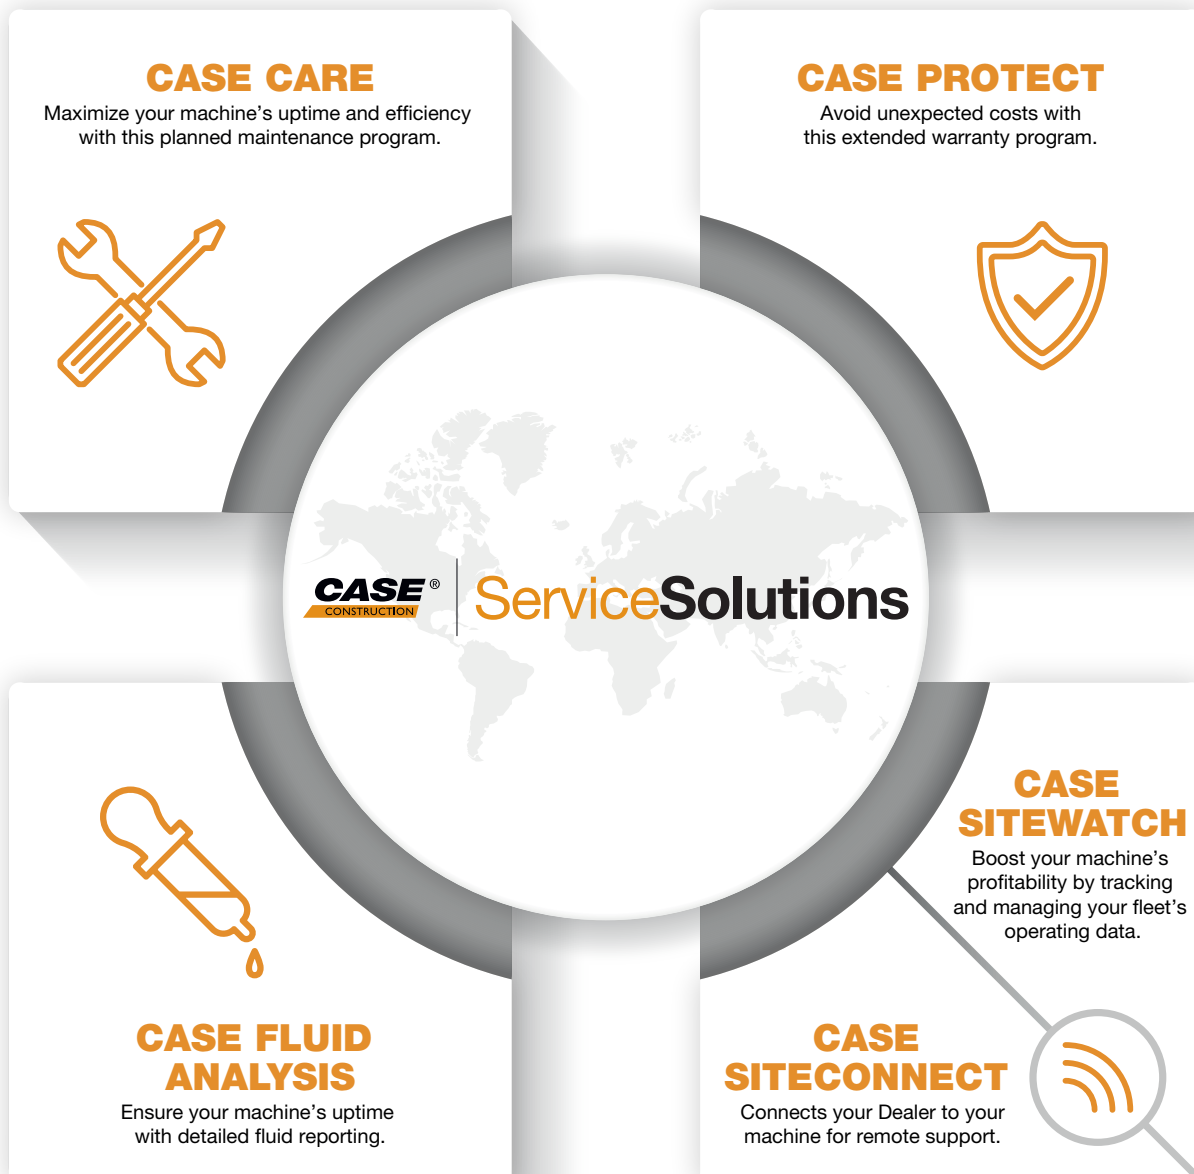 CASE CARE
Maximize your machine’s uptime and efficiency
with this planned maintenance program.
CASE PROTECT
Avoid unexpected costs with
this extended warranty program.
CASE®
CONSTRUCTION
ServiceSolutions
CASE FLUID
ANALYSIS
Ensure your machine’s uptime
with detailed fluid reporting.
CASE
SITEWATCH
Boost your machine’s
profitability by tracking
and managing your fleet’s
operating data.
CASE
SITECONNECT
Connects your Dealer to your
machine for remote support.